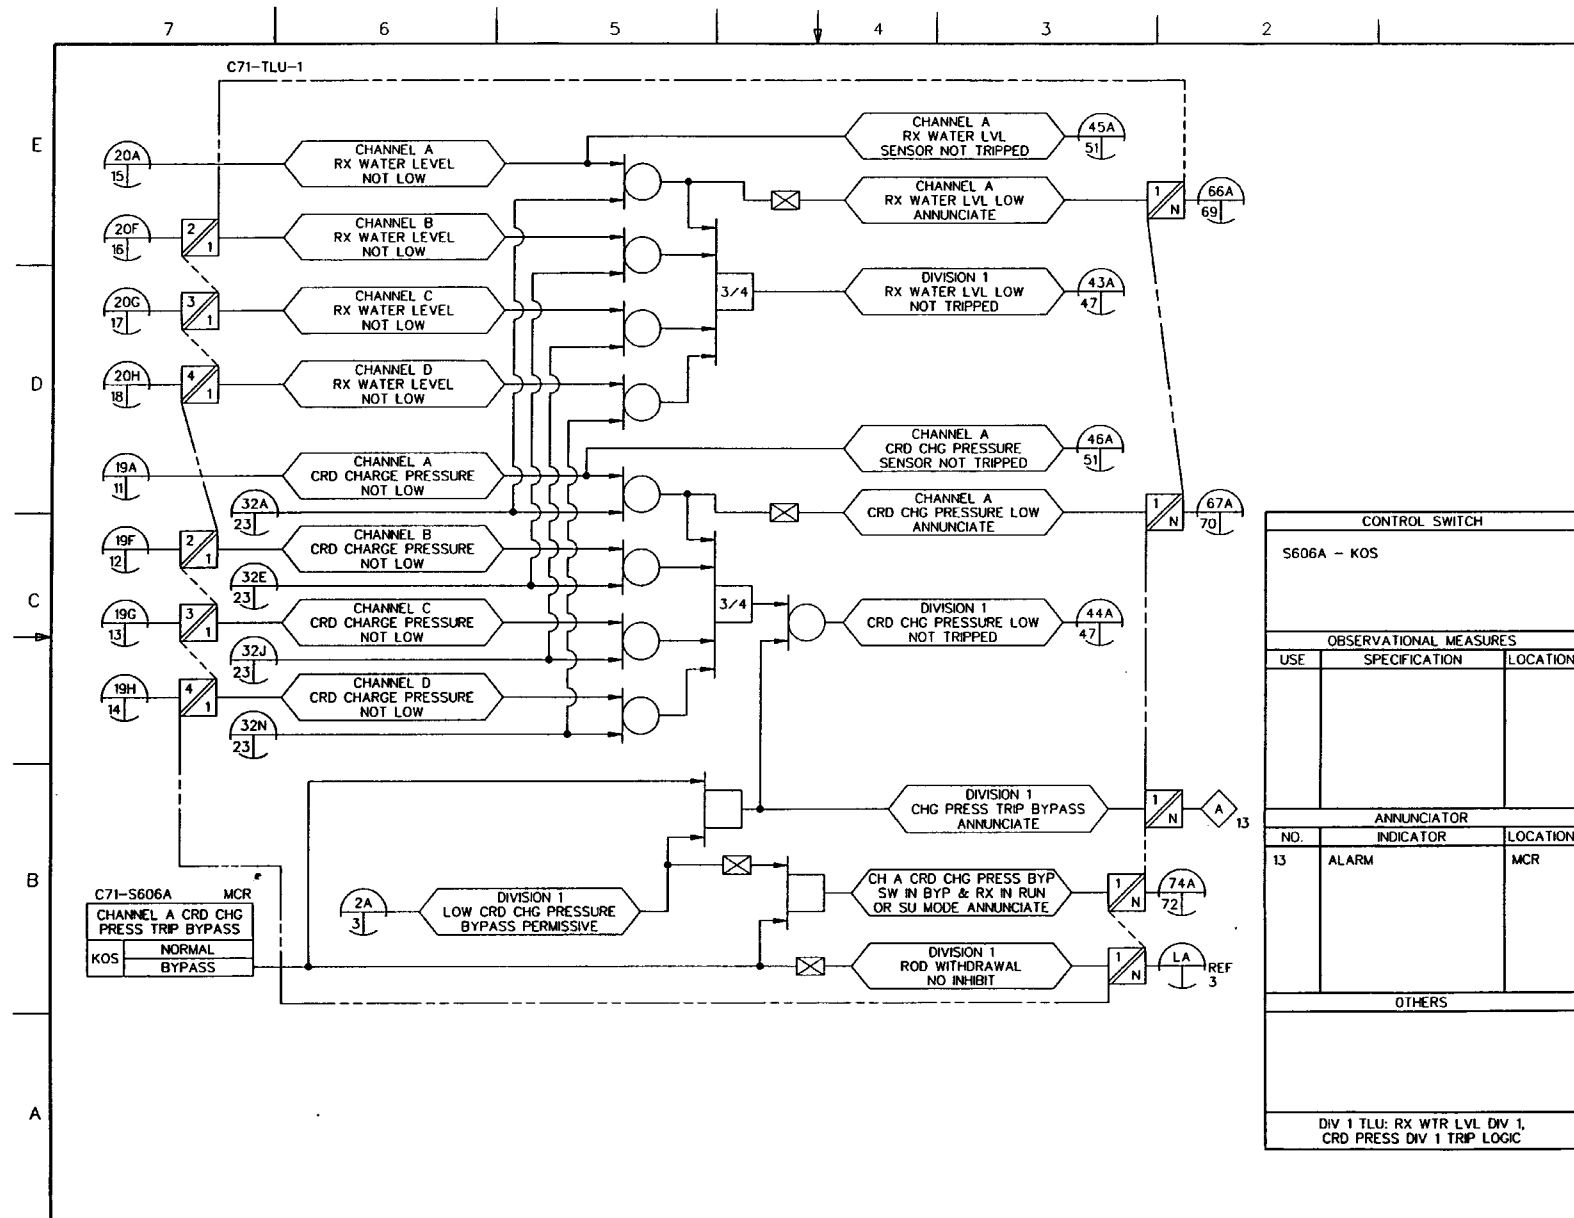 7 6 5 4 3 2
C71-TLU-1
E
D
C
B
A
20A
15
CHANNEL A
RX WATER LEVEL
NOT LOW
CHANNEL A
RX WATER LVL
SENSOR NOT TRIPPED
45A
51
CHANNEL A
RX WATER LVL LOW
ANNUNCIATE
1
N
66A
69
20F
16
2
1
CHANNEL B
RX WATER LEVEL
NOT LOW
20G
17
3
1
CHANNEL C
RX WATER LEVEL
NOT LOW
3/4
DIVISION 1
RX WATER LVL LOW
NOT TRIPPED
43A
47
20H
18
4
1
CHANNEL D
RX WATER LEVEL
NOT LOW
CHANNEL A
CRD CHG PRESSURE
SENSOR NOT TRIPPED
46A
51
19A
11
CHANNEL A
CRD CHARGE PRESSURE
NOT LOW
32A
23
CHANNEL A
CRD CHG PRESSURE LOW
ANNUNCIATE
1
N
67A
70
19F
12
2
1
CHANNEL B
CRD CHARGE PRESSURE
NOT LOW
32E
23
19G
13
3
1
CHANNEL C
CRD CHARGE PRESSURE
NOT LOW
32J
23
3/4
DIVISION 1
CRD CHG PRESSURE LOW
NOT TRIPPED
44A
47
19H
14
4
1
CHANNEL D
CRD CHARGE PRESSURE
NOT LOW
32N
23
DIVISION 1
CHG PRESS TRIP BYPASS
ANNUNCIATE
1
N
A
13
CH A CRD CHG PRESS BYP
SW IN BYP & RX IN RUN
OR SU MODE ANNUNCIATE
1
N
74A
72
2A
3
DIVISION 1
LOW CRD CHG PRESSURE
BYPASS PERMISSIVE
C71-S606A MCR
CHANNEL A CRD CHG
PRESS TRIP BYPASS
KOS
NORMAL
BYPASS
DIVISION 1
ROD WITHDRAWAL
NO INHIBIT
1
N
LA
REF
3
CONTROL SWITCH
S606A - KOS
OBSERVATIONAL MEASURES
USE SPECIFICATION LOCATION
ANNUNCIATOR
NO. INDICATOR LOCATION
13 ALARM MCR
OTHERS
DIV 1 TLU: RX WTR LVL DIV 1,
CRD PRESS DIV 1 TRIP LOGIC